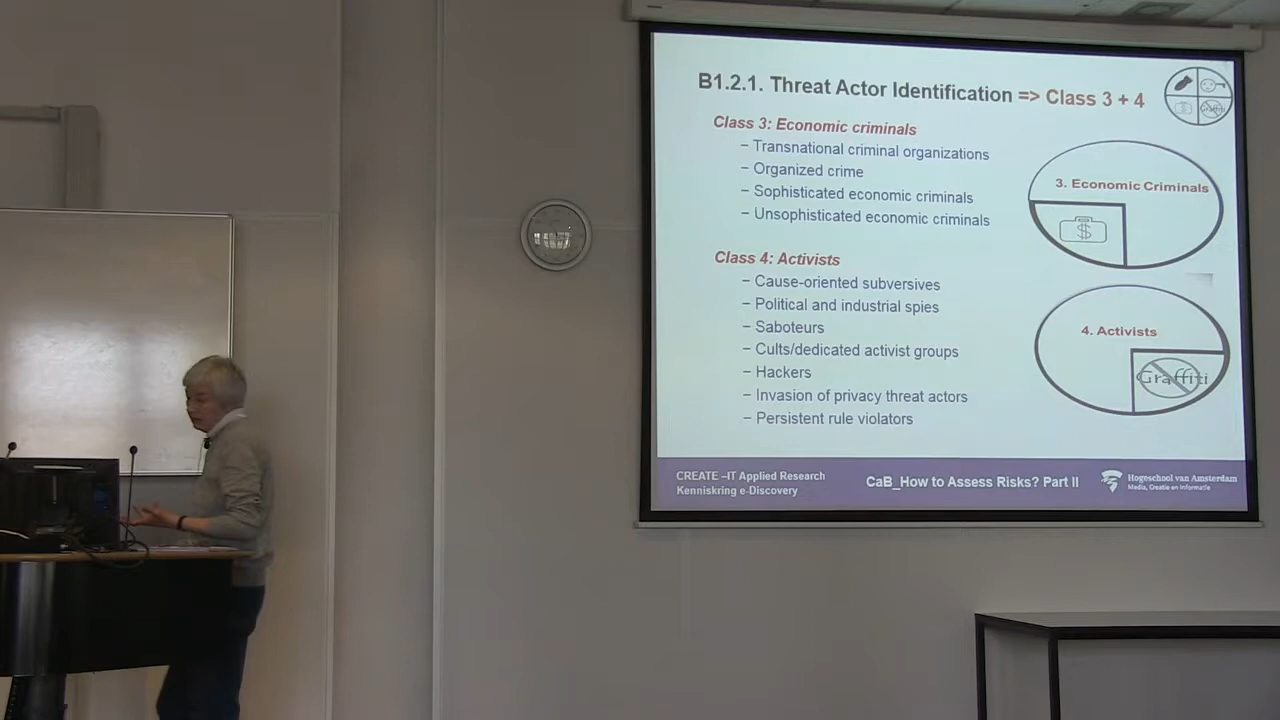 B1.2.1. Threat Actor Identification => Class 3 + 4
Class 3: Economic criminals
– Transnational criminal organizations
– Organized crime
– Sophisticated economic criminals
– Unsophisticated economic criminals
3. Economic Criminals
$
Class 4: Activists
– Cause-oriented subversives
– Political and industrial spies
– Saboteurs
– Cults/dedicated activist groups
– Hackers
– Invasion of privacy threat actors
– Persistent rule violators
4. Activists
Graffiti
CREATE –IT Applied Research
Kenniskring e-Discovery
CaB_How to Assess Risks? Part II
Hogeschool van Amsterdam
Media, Creatie en Informatie